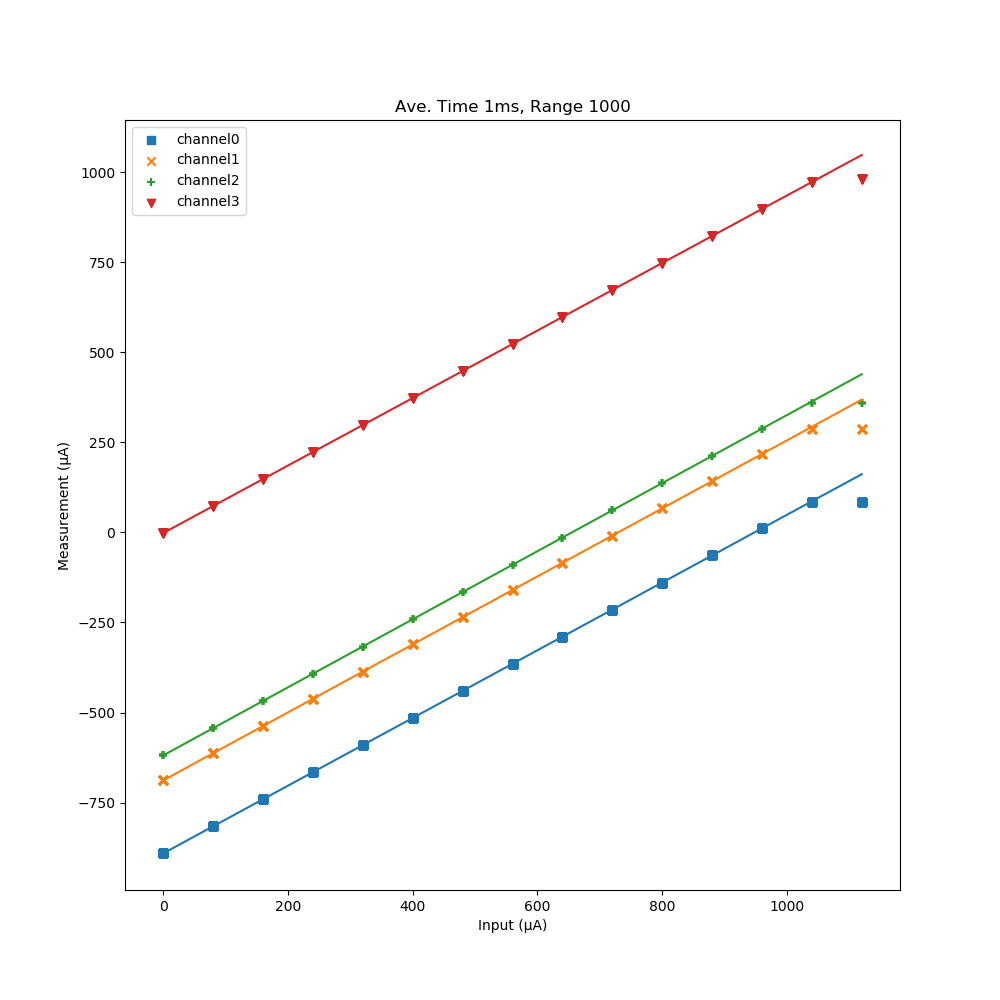 Ave. Time 1ms, Range 1000
channel0
channel1
channel2
channel3
1000
750
500
250
0
−250
−500
−750
Measurement (μA)
0 200 400 600 800 1000
Input (μA)